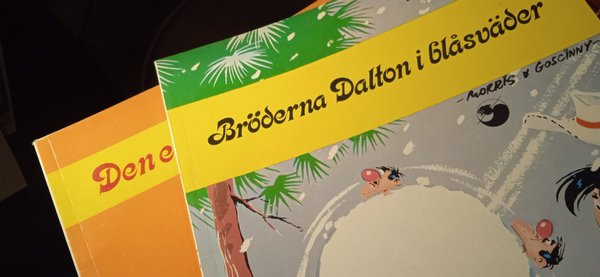 Bröderna Dalton i blåsväder
- MORRIS & GOSCINNY -
Den